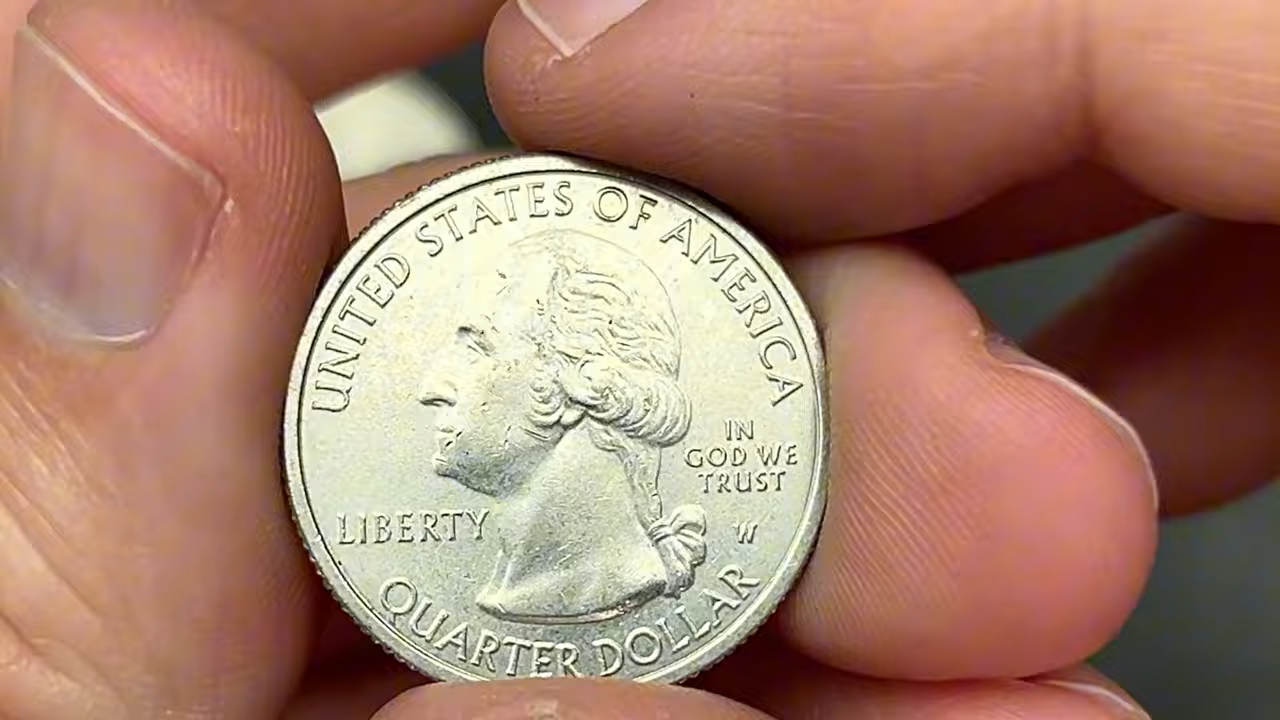 UNITED STATES OF AMERICA
IN
GOD WE
TRUST
LIBERTY
W
QUARTER DOLLAR